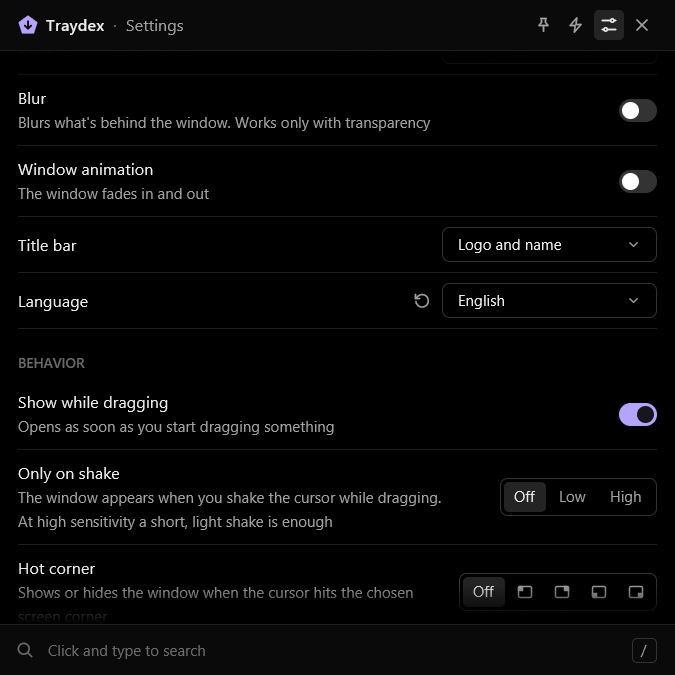 Traydex · Settings
Blur
Blurs what's behind the window. Works only with transparency
Window animation
The window fades in and out
Title bar
Logo and name
Language
English
BEHAVIOR
Show while dragging
Opens as soon as you start dragging something
Only on shake
The window appears when you shake the cursor while dragging.
At high sensitivity a short, light shake is enough
Off Low High
Hot corner
Shows or hides the window when the cursor hits the chosen
screen corner
Off
Click and type to search /